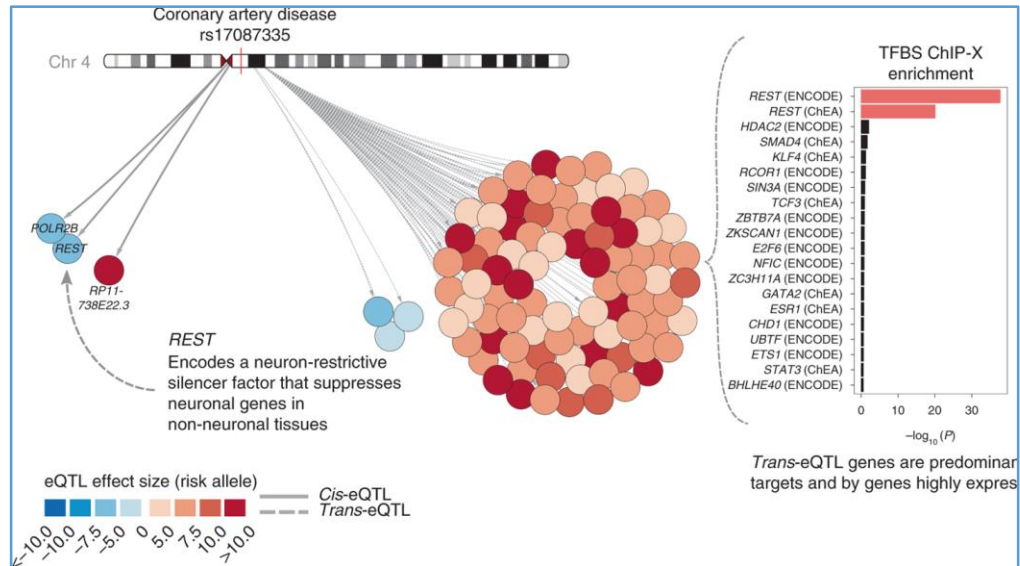 Coronary artery disease
rs17087335
Chr 4
POLR2B
REST
RP11-
738E22.3
REST
Encodes a neuron-restrictive
silencer factor that suppresses
neuronal genes in
non-neuronal tissues
eQTL effect size (risk allele)
<–10.0
–10.0
–7.5
–5.0
0
5.0
7.5
10.0
>10.0
Cis-eQTL
Trans-eQTL
TFBS ChIP-X
enrichment
REST (ENCODE)
REST (ChEA)
HDAC2 (ENCODE)
SMAD4 (ChEA)
KLF4 (ChEA)
RCOR1 (ENCODE)
SIN3A (ENCODE)
TCF3 (ChEA)
ZBTB7A (ENCODE)
ZKSCAN1 (ENCODE)
E2F6 (ENCODE)
NFIC (ENCODE)
ZC3H11A (ENCODE)
GATA2 (ChEA)
ESR1 (ChEA)
CHD1 (ENCODE)
UBTF (ENCODE)
ETS1 (ENCODE)
STAT3 (ChEA)
BHLHE40 (ENCODE)
0 10 20 30
–log10 (P)
Trans-eQTL genes are predominan
targets and by genes highly expres